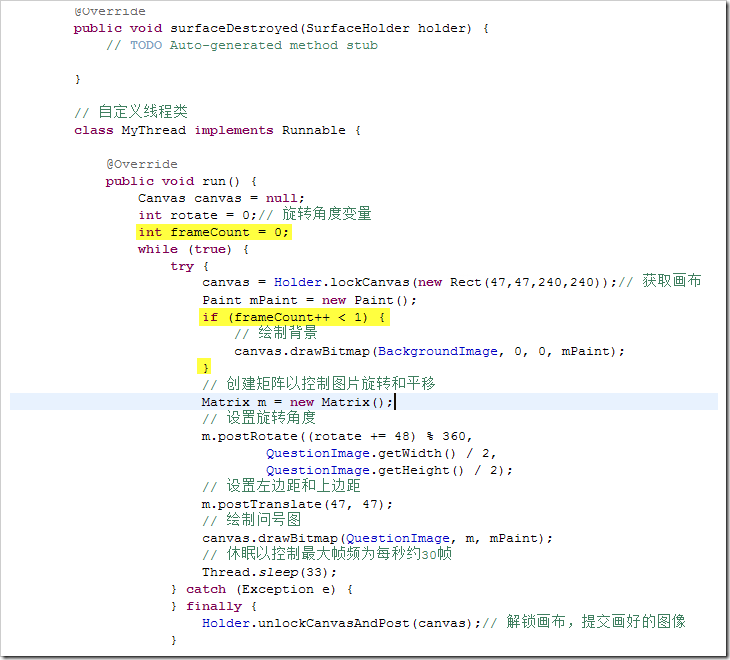 @Override
public void surfaceDestroyed(SurfaceHolder holder) {
// TODO Auto-generated method stub
}
// 自定义线程类
class MyThread implements Runnable {
@Override
public void run() {
Canvas canvas = null;
int rotate = 0;// 旋转角度变量
int frameCount = 0;
while (true) {
try {
canvas = Holder.lockCanvas(new Rect(47,47,240,240));// 获取画布
Paint mPaint = new Paint();
if (frameCount++ < 1) {
// 绘制背景
canvas.drawBitmap(BackgroundImage, 0, 0, mPaint);
}
// 创建矩阵以控制图片旋转和平移
Matrix m = new Matrix();
// 设置旋转角度
m.postRotate((rotate += 48) % 360,
QuestionImage.getWidth() / 2,
QuestionImage.getHeight() / 2);
// 设置左边距和上边距
m.postTranslate(47, 47);
// 绘制问号图
canvas.drawBitmap(QuestionImage, m, mPaint);
// 休眠以控制最大帧频为每秒约30帧
Thread.sleep(33);
} catch (Exception e) {
} finally {
Holder.unlockCanvasAndPost(canvas);// 解锁画布，提交画好的图像
}